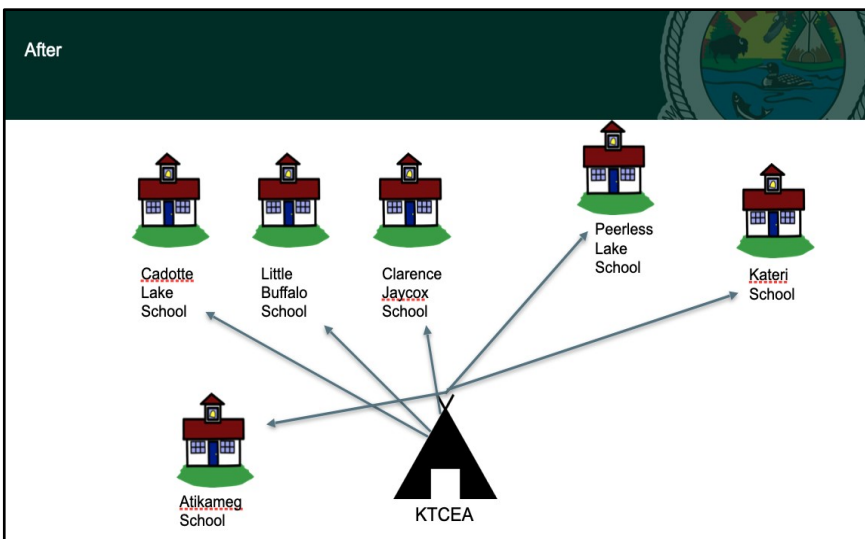 After
Cadotte
Lake
School
Little
Buffalo
School
Clarence
Jaycox
School
Peerless
Lake
School
Kateri
School
Atikameg
School
KTCEA